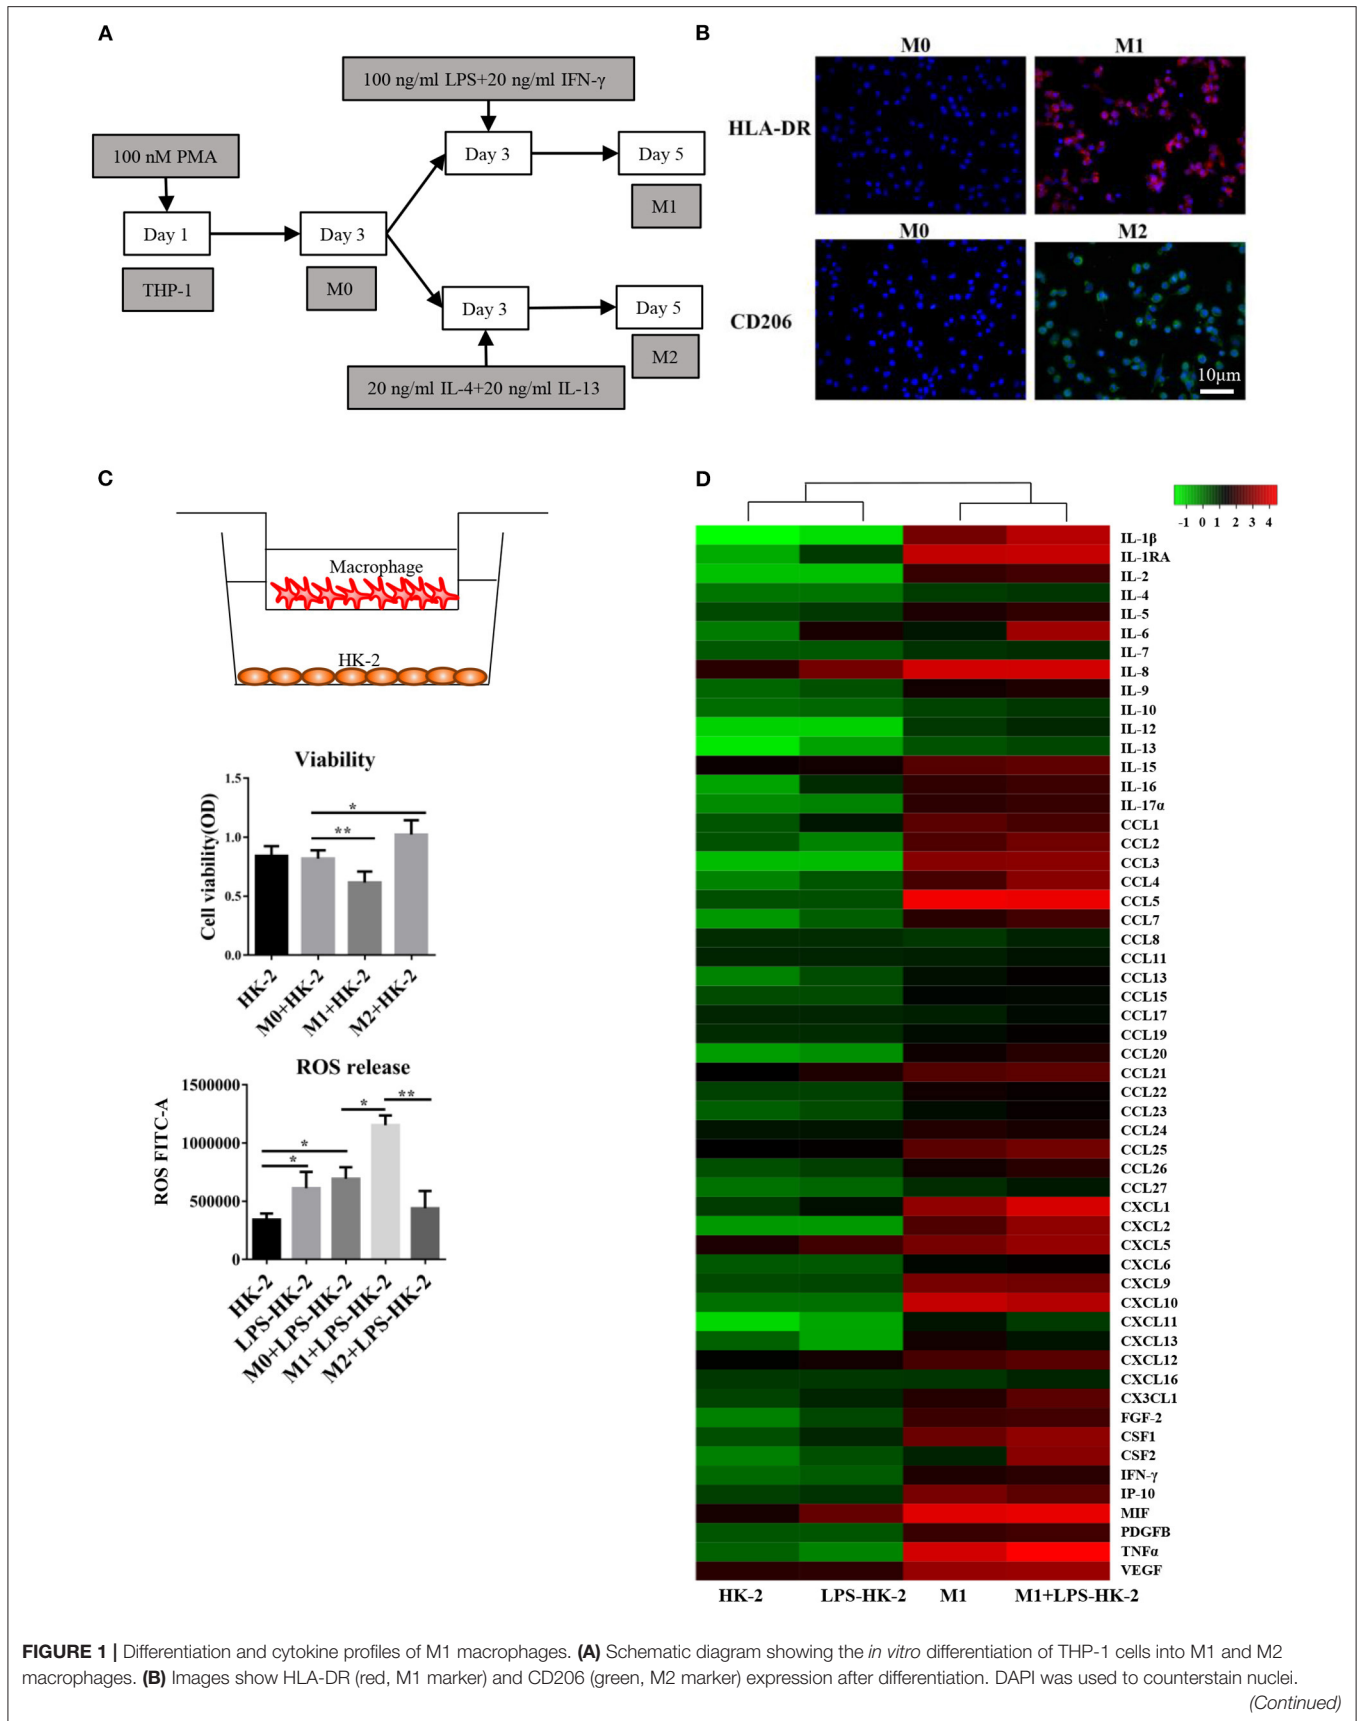 A
100 ng/ml LPS+20 ng/ml IFN-γ
100 nM PMA
Day 3
Day 5
M1
Day 1
Day 3
THP-1
M0
Day 3
Day 5
M2
20 ng/ml IL-4+20 ng/ml IL-13
B
M0
M1
HLA-DR
M0
M2
CD206
10μm
C
Macrophage
HK-2
Viability
Cell viability(OD)
1.5
1.0
0.5
0.0
*
**
HK-2
M0+HK-2
M1+HK-2
M2+HK-2
ROS release
ROS FITC-A
1500000
1000000
500000
0
*
*
*
**
HK-2
LPS-HK-2
M0+LPS-HK-2
M1+LPS-HK-2
M2+LPS-HK-2
D
-1 0 1 2 3 4
IL-1β
IL-1RA
IL-2
IL-4
IL-5
IL-6
IL-7
IL-8
IL-9
IL-10
IL-12
IL-13
IL-15
IL-16
IL-17α
CCL1
CCL2
CCL3
CCL4
CCL5
CCL7
CCL8
CCL11
CCL13
CCL15
CCL17
CCL19
CCL20
CCL21
CCL22
CCL23
CCL24
CCL25
CCL26
CCL27
CXCL1
CXCL2
CXCL5
CXCL6
CXCL9
CXCL10
CXCL11
CXCL13
CXCL12
CXCL16
CX3CL1
FGF-2
CSF1
CSF2
IFN-γ
IP-10
MIF
PDGFB
TNFα
VEGF
HK-2 LPS-HK-2 M1 M1+LPS-HK-2
FIGURE 1 | Differentiation and cytokine profiles of M1 macrophages. (A) Schematic diagram showing the in vitro differentiation of THP-1 cells into M1 and M2
macrophages. (B) Images show HLA-DR (red, M1 marker) and CD206 (green, M2 marker) expression after differentiation. DAPI was used to counterstain nuclei.
(Continued)